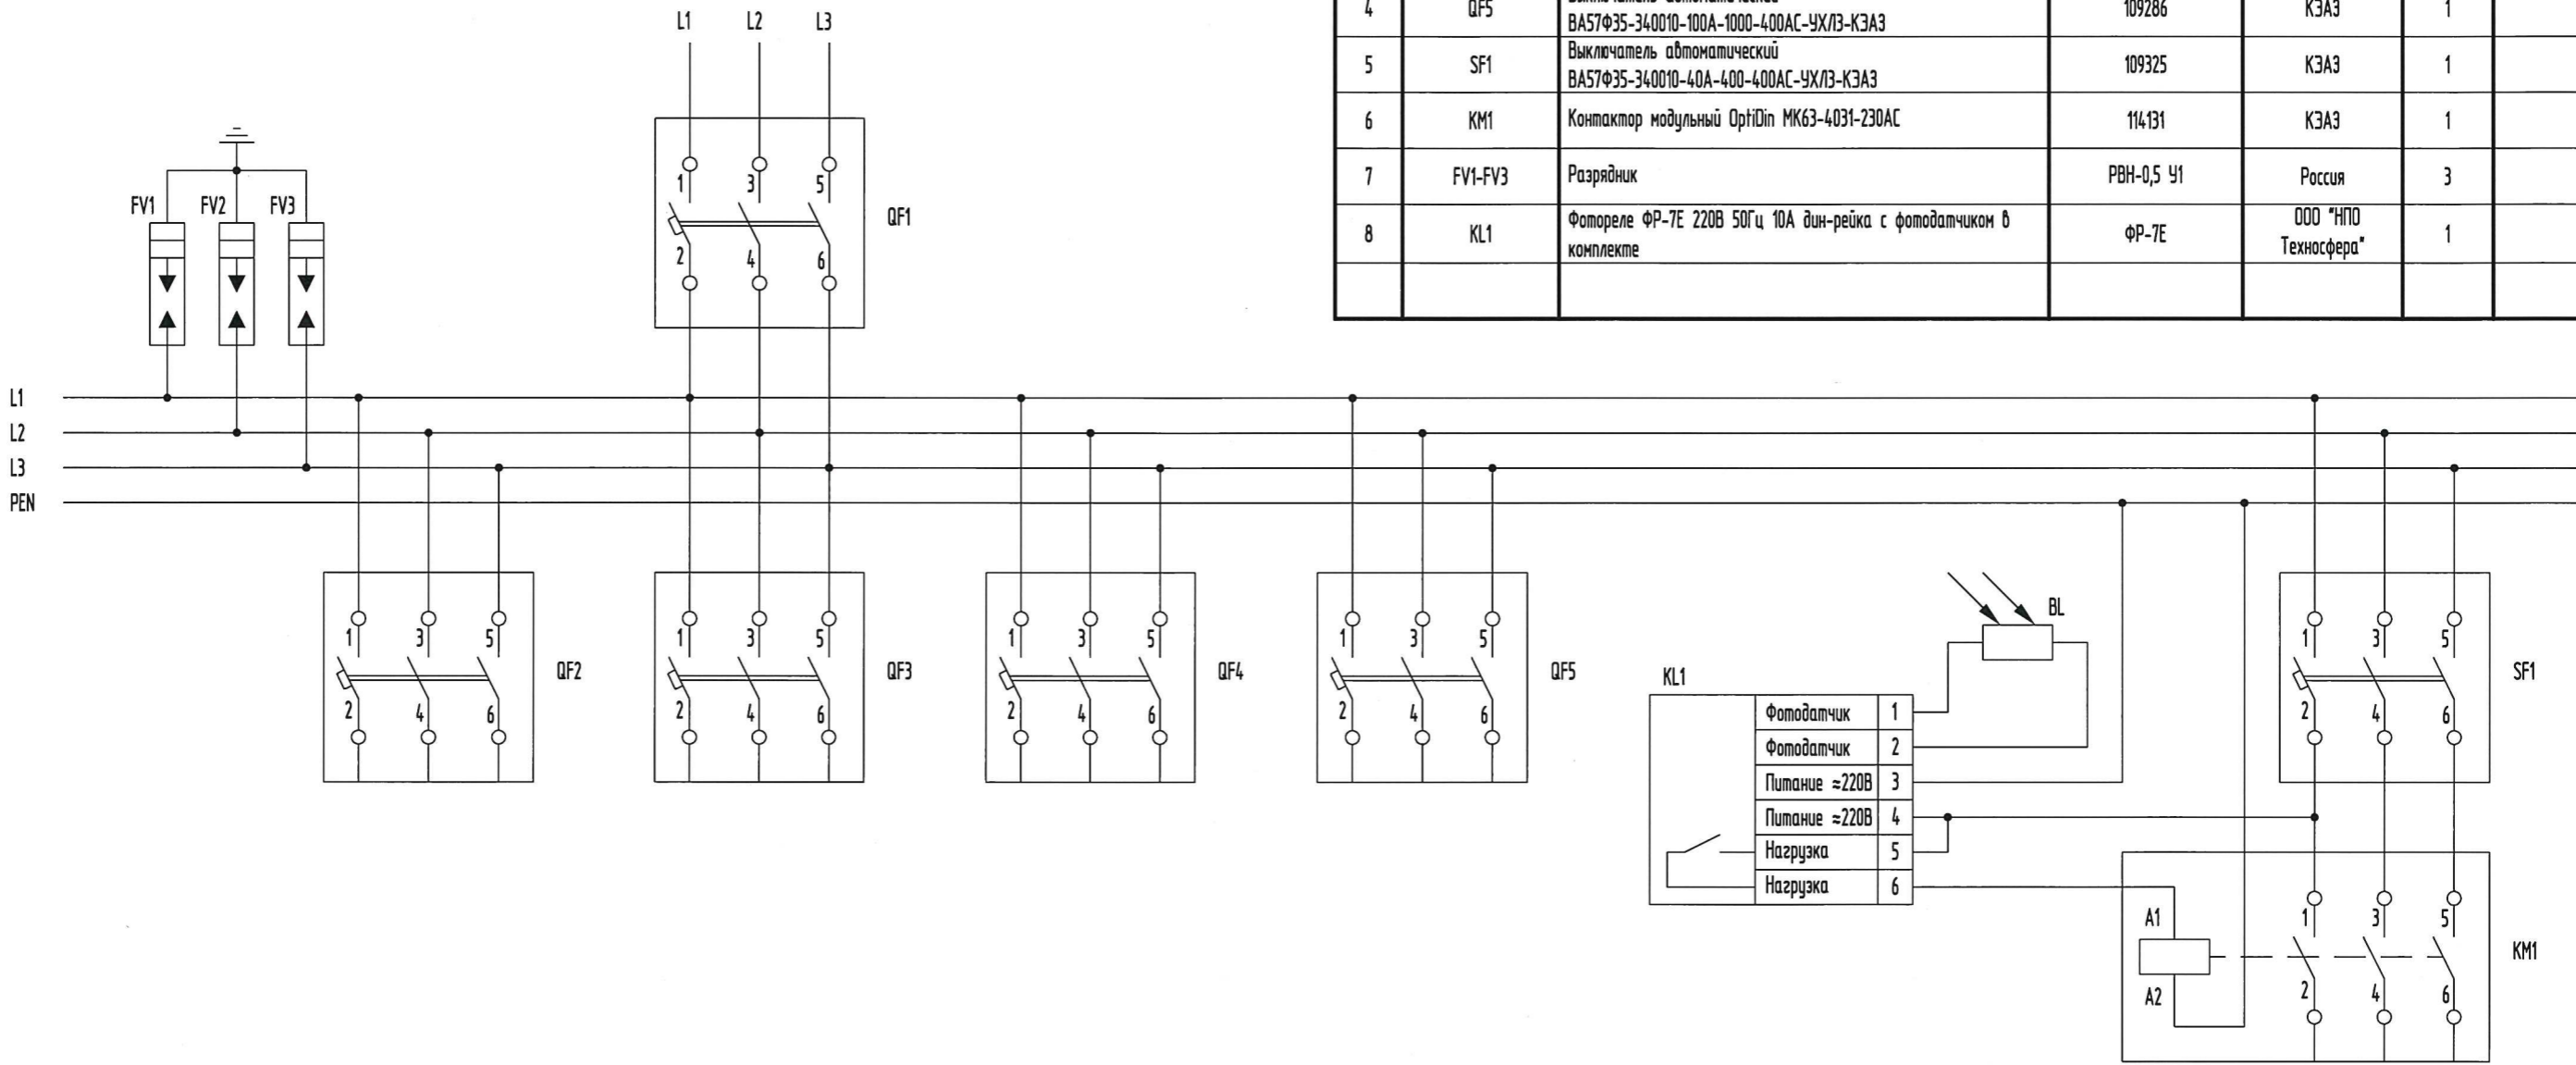 L1 L2 L3
4 QF5 ВА57Ф35-340010-100А-1000-400АС-УХЛ3-КЭАЗ 109286 КЭАЗ 1
5 SF1 Выключатель автоматический
ВА57Ф35-340010-40А-400-400АС-УХЛ3-КЭАЗ 109325 КЭАЗ 1
6 KM1 Контактор модульный OptiDin МК63-4031-230АС 114131 КЭАЗ 1
7 FV1-FV3 Разрядник РВН-0,5 У1 Россия 3
8 KL1 Фотореле ФР-7Е 220В 50Гц 10А дин-рейка с фотодатчиком в
комплекте ФР-7Е ООО "НПО
Техносфера" 1
FV1 FV2 FV3
1 3 5
QF1
2 4 6
L1
L2
L3
PEN
1 3 5
QF2
2 4 6
1 3 5
QF3
2 4 6
1 3 5
QF4
2 4 6
1 3 5
QF5
2 4 6
BL
KL1
Фотодатчик 1
Фотодатчик 2
Питание ≈220В 3
Питание ≈220В 4
Нагрузка 5
Нагрузка 6
1 3 5
SF1
2 4 6
A1
A2
1 3 5
KM1
2 4 6